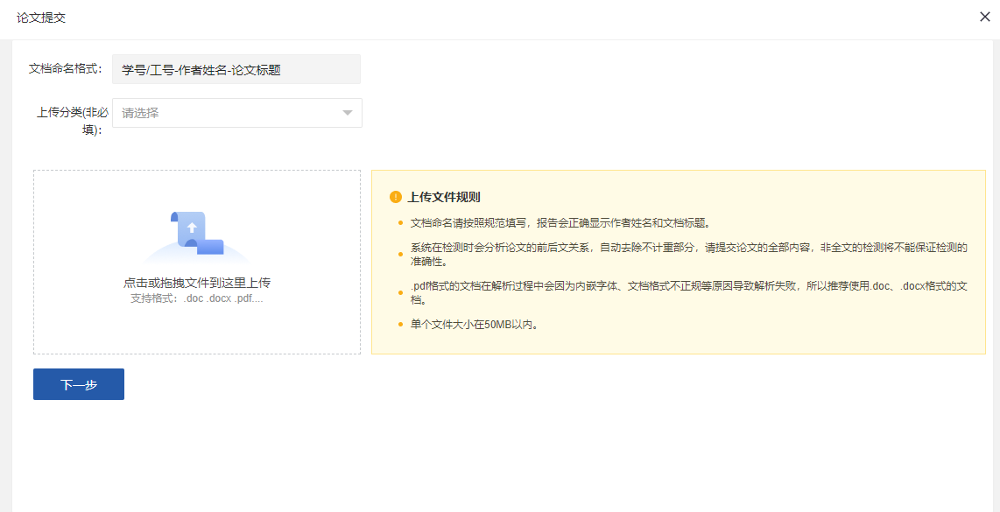 论文提交
文档命名格式：
学号/工号-作者姓名-论文标题
上传分类(非必
填)：
请选择
点击或拖拽文件到这里上传
支持格式：.doc .docx .pdf....
上传文件规则
文档命名请按照规范填写，报告会正确显示作者姓名和文档标题。
系统在检测时会分析论文的前后文关系，自动去除不计重部分，请提交论文的全部内容，非全文的检测将不能保证检测的
准确性。
.pdf格式的文档在解析过程中会因为内嵌字体、文档格式不正规等原因导致解析失败，所以推荐使用.doc、.docx格式的文
档。
单个文件大小在50MB以内。
下一步